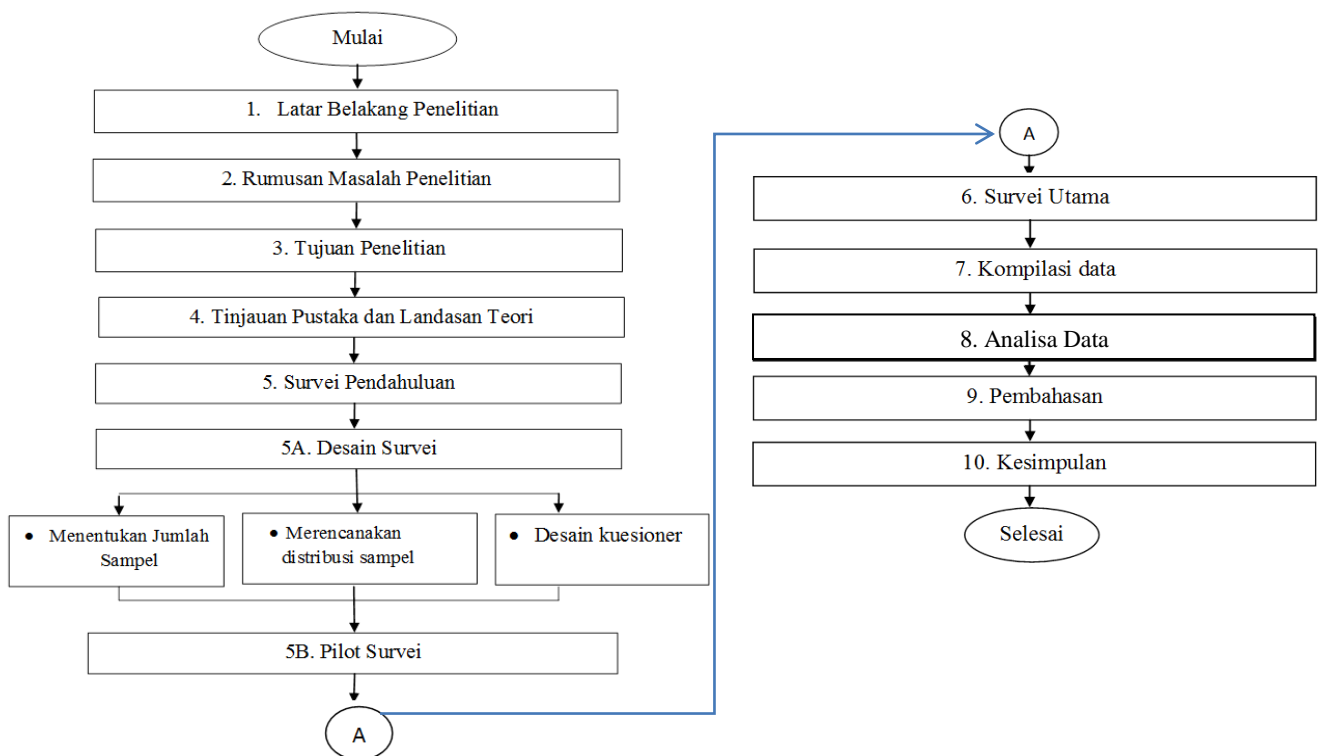 Mulai
1. Latar Belakang Penelitian
2. Rumusan Masalah Penelitian
3. Tujuan Penelitian
4. Tinjauan Pustaka dan Landasan Teori
5. Survei Pendahuluan
5A. Desain Survei
• Menentukan Jumlah
Sampel
• Merencanakan
distribusi sampel
• Desain kuesioner
5B. Pilot Survei
A
A
6. Survei Utama
7. Kompilasi data
8. Analisa Data
9. Pembahasan
10. Kesimpulan
Selesai